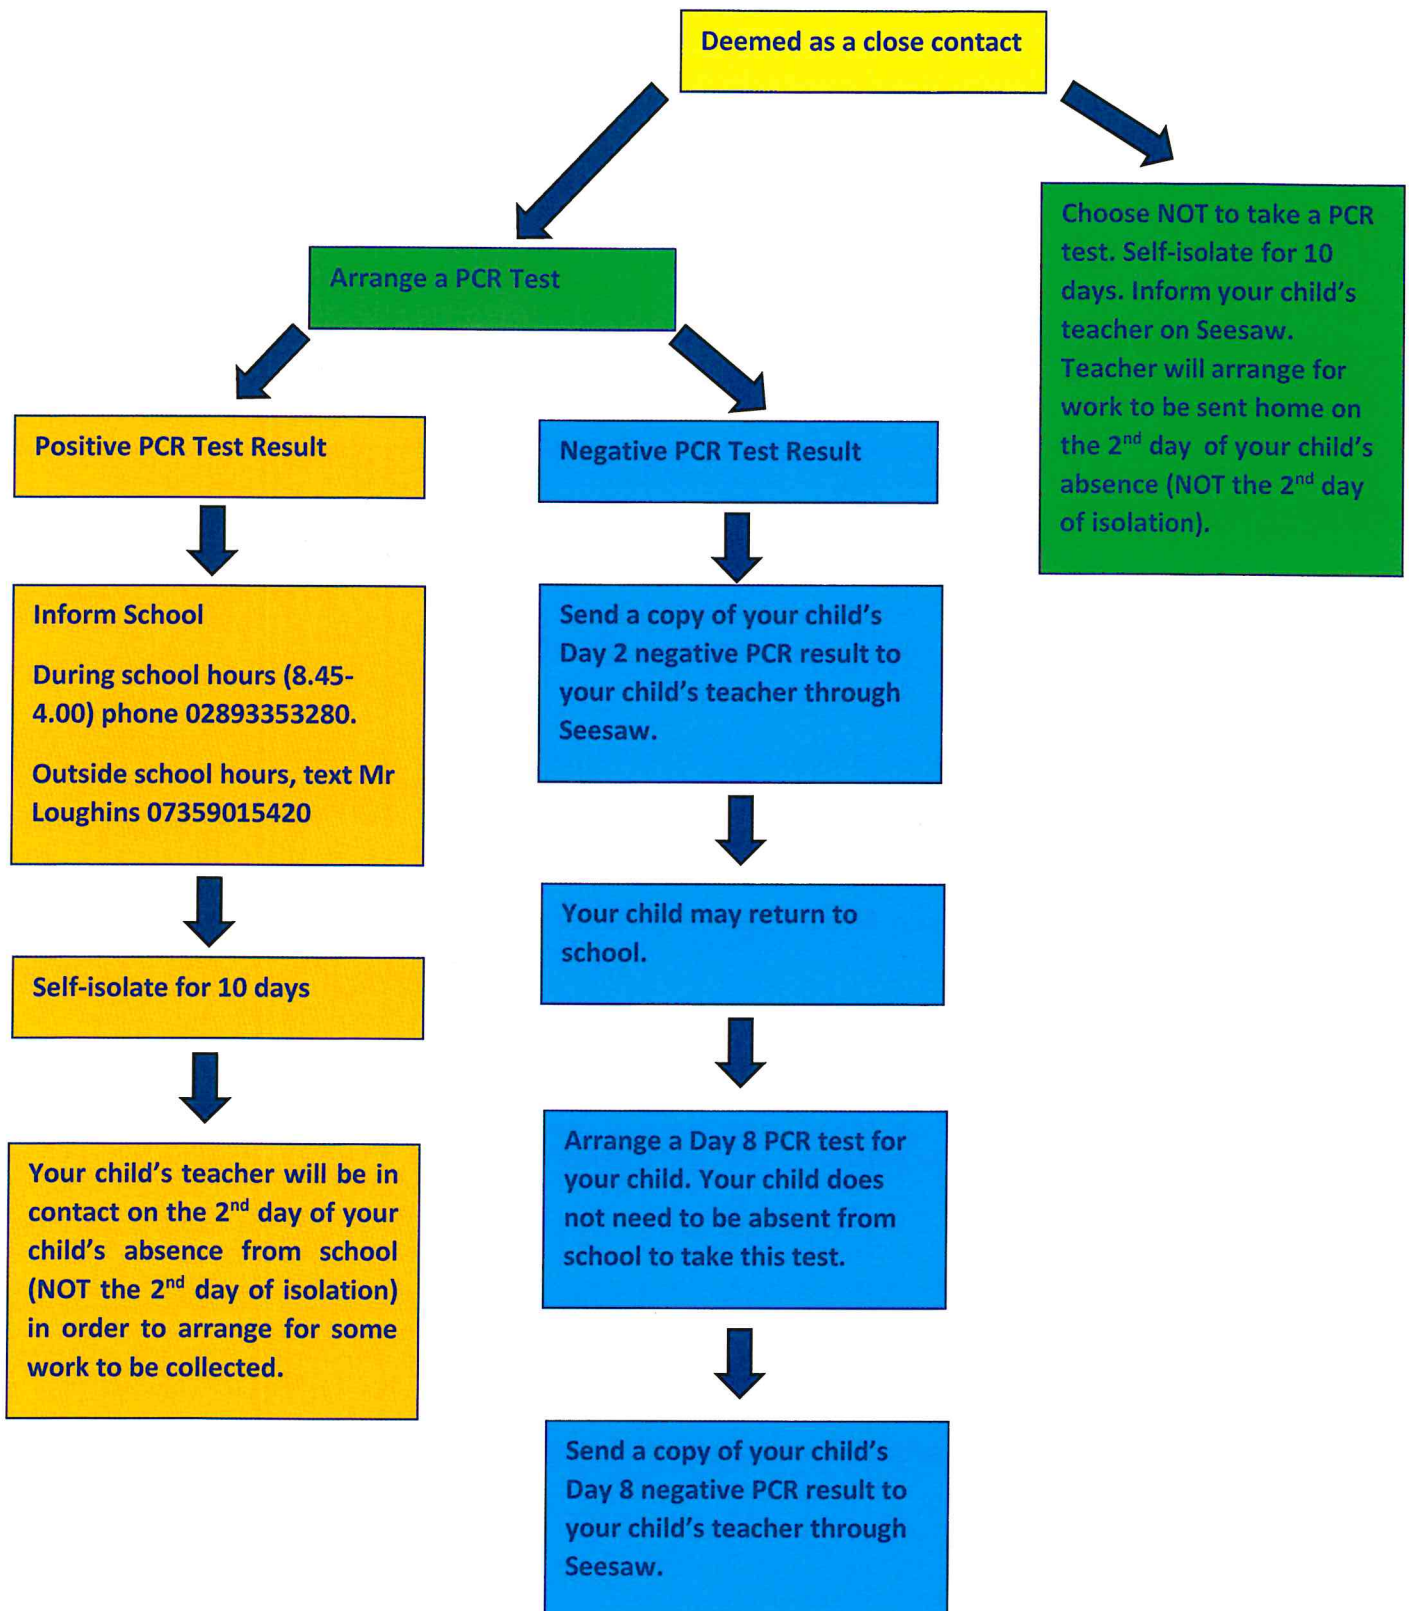 Deemed as a close contact
Arrange a PCR Test
Choose NOT to take a PCR
test. Self-isolate for 10
days. Inform your child's
teacher on Seesaw.
Teacher will arrange for
work to be sent home on
the 2nd day of your child's
absence (NOT the 2nd day
of isolation).
Positive PCR Test Result
Inform School
During school hours (8.45-
4.00) phone 02893353280.
Outside school hours, text Mr
Loughins 07359015420
Self-isolate for 10 days
Your child's teacher will be in
contact on the 2nd day of your
child's absence from school
(NOT the 2nd day of isolation)
in order to arrange for some
work to be collected.
Negative PCR Test Result
Send a copy of your child's
Day 2 negative PCR result to
your child's teacher through
Seesaw.
Your child may return to
school.
Arrange a Day 8 PCR test for
your child. Your child does
not need to be absent from
school to take this test.
Send a copy of your child's
Day 8 negative PCR result to
your child's teacher through
Seesaw.